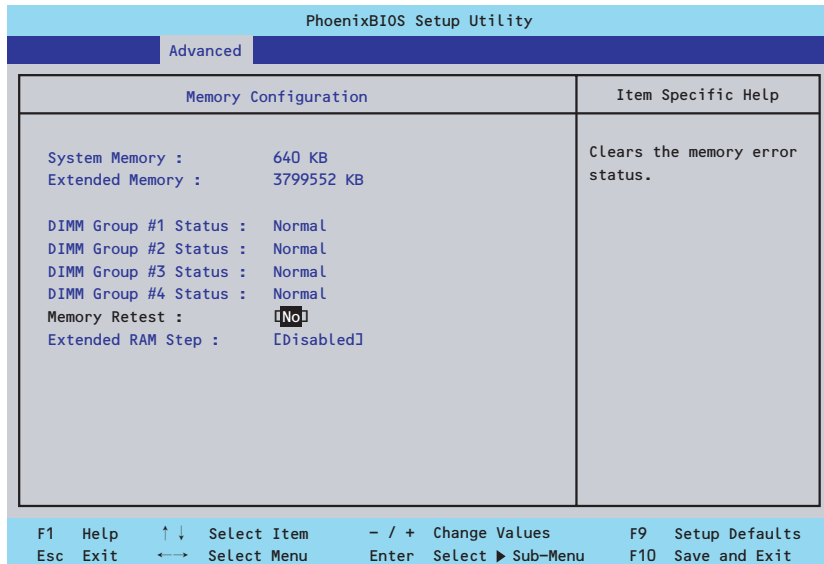 PhoenixBIOS Setup Utility
Advanced
Memory Configuration
System Memory : 640 KB
Extended Memory : 3799552 KB
DIMM Group #1 Status : Normal
DIMM Group #2 Status : Normal
DIMM Group #3 Status : Normal
DIMM Group #4 Status : Normal
Memory Retest : [No]
Extended RAM Step : [Disabled]
Item Specific Help
Clears the memory error
status.
F1 Help ↑↓ Select Item – / + Change Values F9 Setup Defaults
Esc Exit ←→ Select Menu Enter Select ▶ Sub-Menu F10 Save and Exit